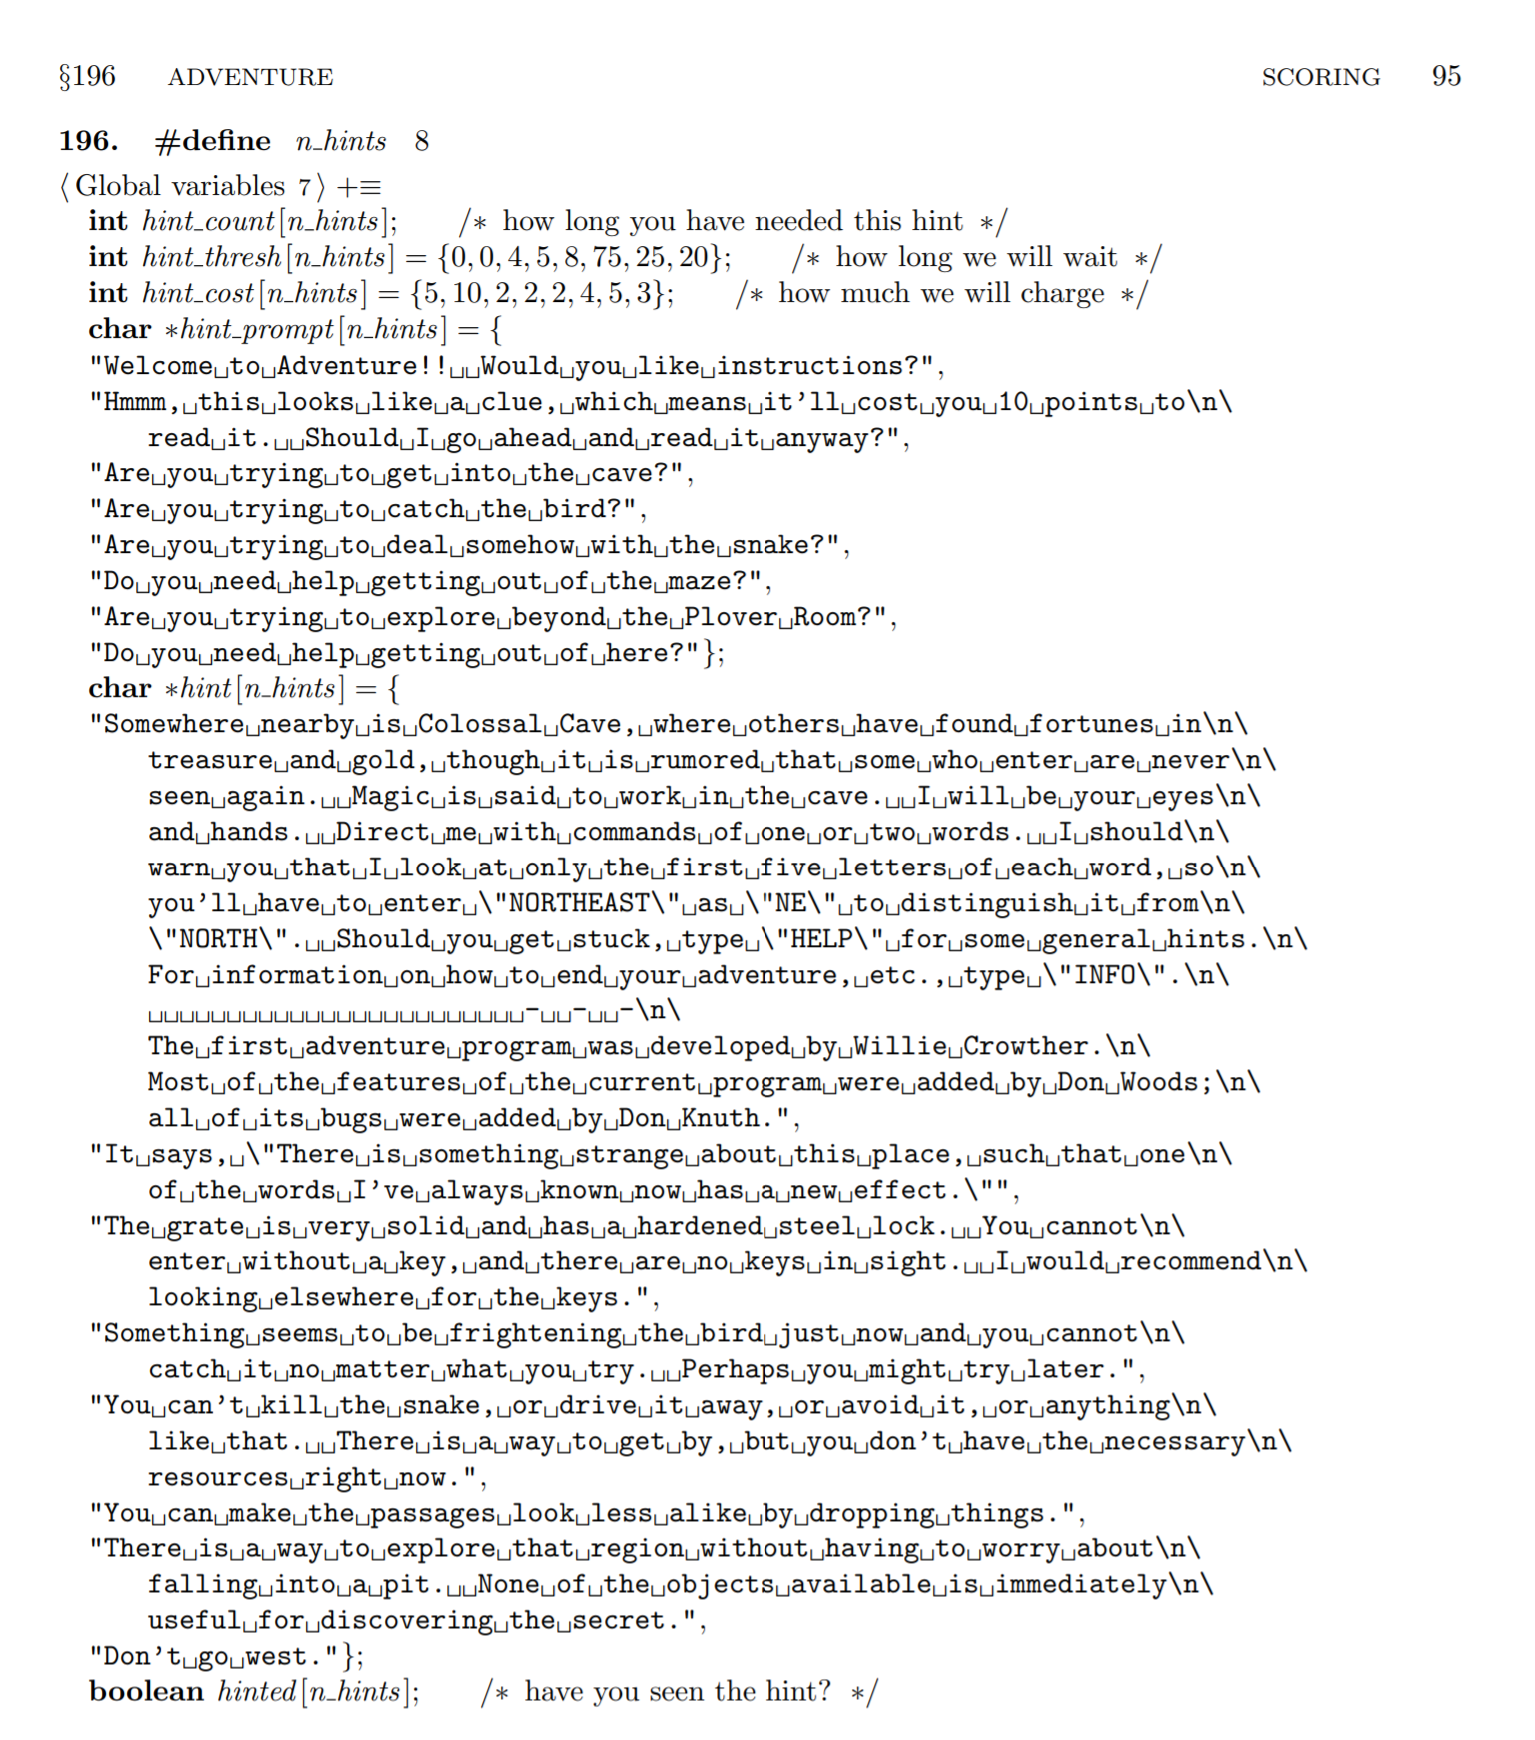 §196 ADVENTURE SCORING 95
196. #define n_hints 8
⟨Global variables 7⟩ +≡
int hint_count[n_hints]; /* how long you have needed this hint */
int hint_thresh[n_hints] = {0, 0, 4, 5, 8, 75, 25, 20}; /* how long we will wait */
int hint_cost[n_hints] = {5, 10, 2, 2, 2, 4, 5, 3}; /* how much we will charge */
char *hint_prompt[n_hints] = {
"Welcome␣to␣Adventure!!␣␣Would␣you␣like␣instructions?",
"Hmmm,␣this␣looks␣like␣a␣clue,␣which␣means␣it’ll␣cost␣you␣10␣points␣to\n\
read␣it.␣␣Should␣I␣go␣ahead␣and␣read␣it␣anyway?",
"Are␣you␣trying␣to␣get␣into␣the␣cave?",
"Are␣you␣trying␣to␣catch␣the␣bird?",
"Are␣you␣trying␣to␣deal␣somehow␣with␣the␣snake?",
"Do␣you␣need␣help␣getting␣out␣of␣the␣maze?",
"Are␣you␣trying␣to␣explore␣beyond␣the␣Plover␣Room?",
"Do␣you␣need␣help␣getting␣out␣of␣here?"};
char *hint[n_hints] = {
"Somewhere␣nearby␣is␣Colossal␣Cave,␣where␣others␣have␣found␣fortunes␣in\n\
treasure␣and␣gold,␣though␣it␣is␣rumored␣that␣some␣who␣enter␣are␣never\n\
seen␣again.␣␣Magic␣is␣said␣to␣work␣in␣the␣cave.␣␣I␣will␣be␣your␣eyes\n\
and␣hands.␣␣Direct␣me␣with␣commands␣of␣one␣or␣two␣words.␣␣I␣should\n\
warn␣you␣that␣I␣look␣at␣only␣the␣first␣five␣letters␣of␣each␣word,␣so\n\
you’ll␣have␣to␣enter␣\"NORTHEAST\"␣as␣\"NE\"␣to␣distinguish␣it␣from\n\
\"NORTH\".␣␣Should␣you␣get␣stuck,␣type␣\"HELP\"␣for␣some␣general␣hints.\n\
For␣information␣on␣how␣to␣end␣your␣adventure,␣etc.,␣type␣\"INFO\".\n\
␣␣␣␣␣␣␣␣␣␣␣␣␣␣␣␣␣␣␣␣␣␣␣␣-␣␣-␣␣-\n\
The␣first␣adventure␣program␣was␣developed␣by␣Willie␣Crowther.\n\
Most␣of␣the␣features␣of␣the␣current␣program␣were␣added␣by␣Don␣Woods;\n\
all␣of␣its␣bugs␣were␣added␣by␣Don␣Knuth.",
"It␣says,␣\"There␣is␣something␣strange␣about␣this␣place,␣such␣that␣one\n\
of␣the␣words␣I’ve␣always␣known␣now␣has␣a␣new␣effect.\"",
"The␣grate␣is␣very␣solid␣and␣has␣a␣hardened␣steel␣lock.␣␣You␣cannot\n\
enter␣without␣a␣key,␣and␣there␣are␣no␣keys␣in␣sight.␣␣I␣would␣recommend\n\
looking␣elsewhere␣for␣the␣keys.",
"Something␣seems␣to␣be␣frightening␣the␣bird␣just␣now␣and␣you␣cannot\n\
catch␣it␣no␣matter␣what␣you␣try.␣␣Perhaps␣you␣might␣try␣later.",
"You␣can’t␣kill␣the␣snake,␣or␣drive␣it␣away,␣or␣avoid␣it,␣or␣anything\n\
like␣that.␣␣There␣is␣a␣way␣to␣get␣by,␣but␣you␣don’t␣have␣the␣necessary\n\
resources␣right␣now.",
"You␣can␣make␣the␣passages␣look␣less␣alike␣by␣dropping␣things.",
"There␣is␣a␣way␣to␣explore␣that␣region␣without␣having␣to␣worry␣about\n\
falling␣into␣a␣pit.␣␣None␣of␣the␣objects␣available␣is␣immediately\n\
useful␣for␣discovering␣the␣secret.",
"Don’t␣go␣west."};
boolean hinted[n_hints]; /* have you seen the hint? */